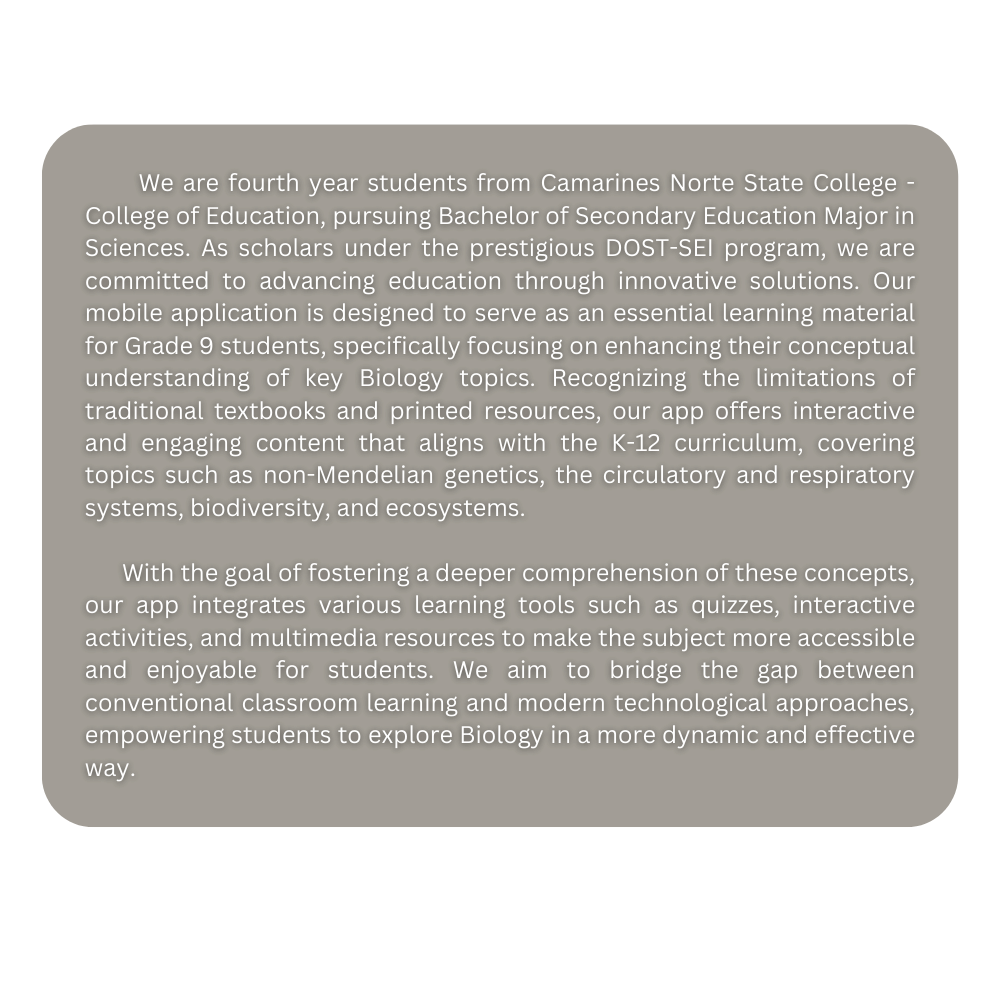 We are fourth year students from Camarines Norte State College -
College of Education, pursuing Bachelor of Secondary Education Major in
Sciences. As scholars under the prestigious DOST-SEI program, we are
committed to advancing education through innovative solutions. Our
mobile application is designed to serve as an essential learning material
for Grade 9 students, specifically focusing on enhancing their conceptual
understanding of key Biology topics. Recognizing the limitations of
traditional textbooks and printed resources, our app offers interactive
and engaging content that aligns with the K-12 curriculum, covering
topics such as non-Mendelian genetics, the circulatory and respiratory
systems, biodiversity, and ecosystems.
With the goal of fostering a deeper comprehension of these concepts,
our app integrates various learning tools such as quizzes, interactive
activities, and multimedia resources to make the subject more accessible
and enjoyable for students. We aim to bridge the gap between
conventional classroom learning and modern technological approaches,
empowering students to explore Biology in a more dynamic and effective
way.